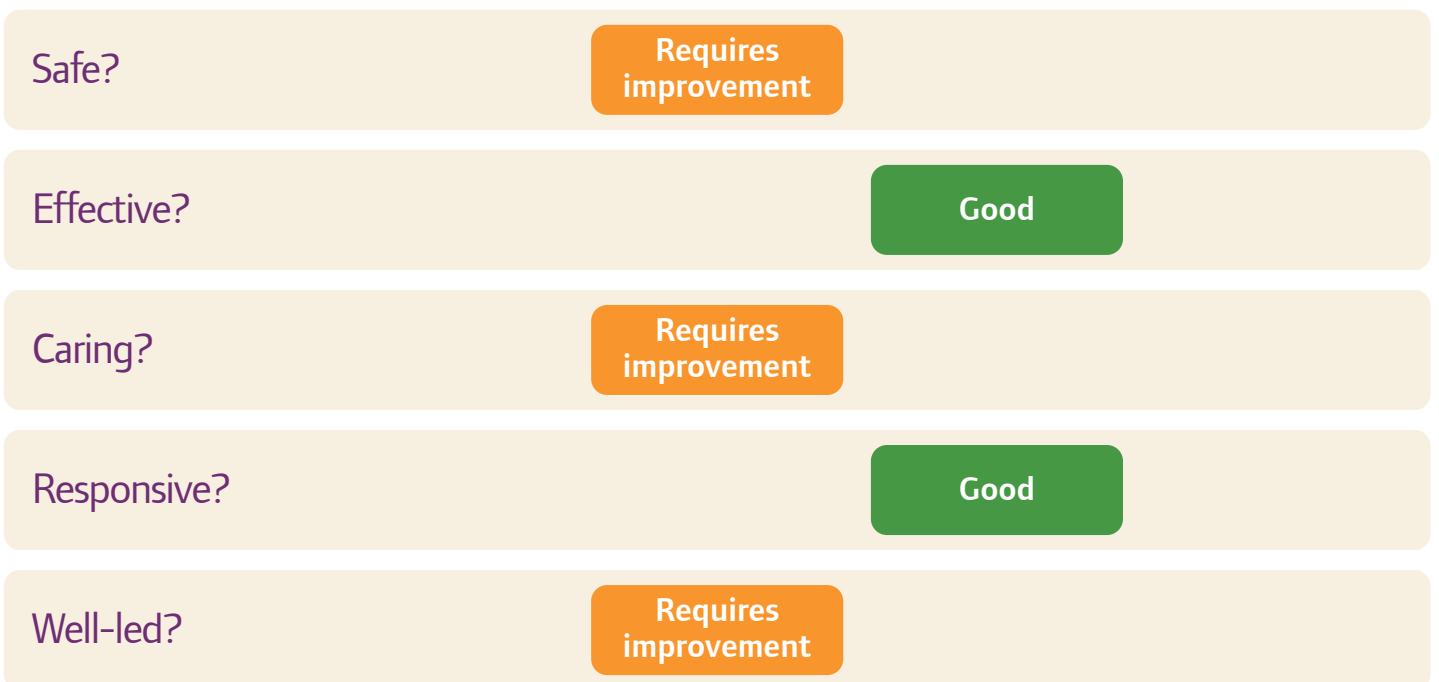 Safe?
Requires
improvement
Effective?
Good
Caring?
Requires
improvement
Responsive?
Good
Well-led?
Requires
improvement